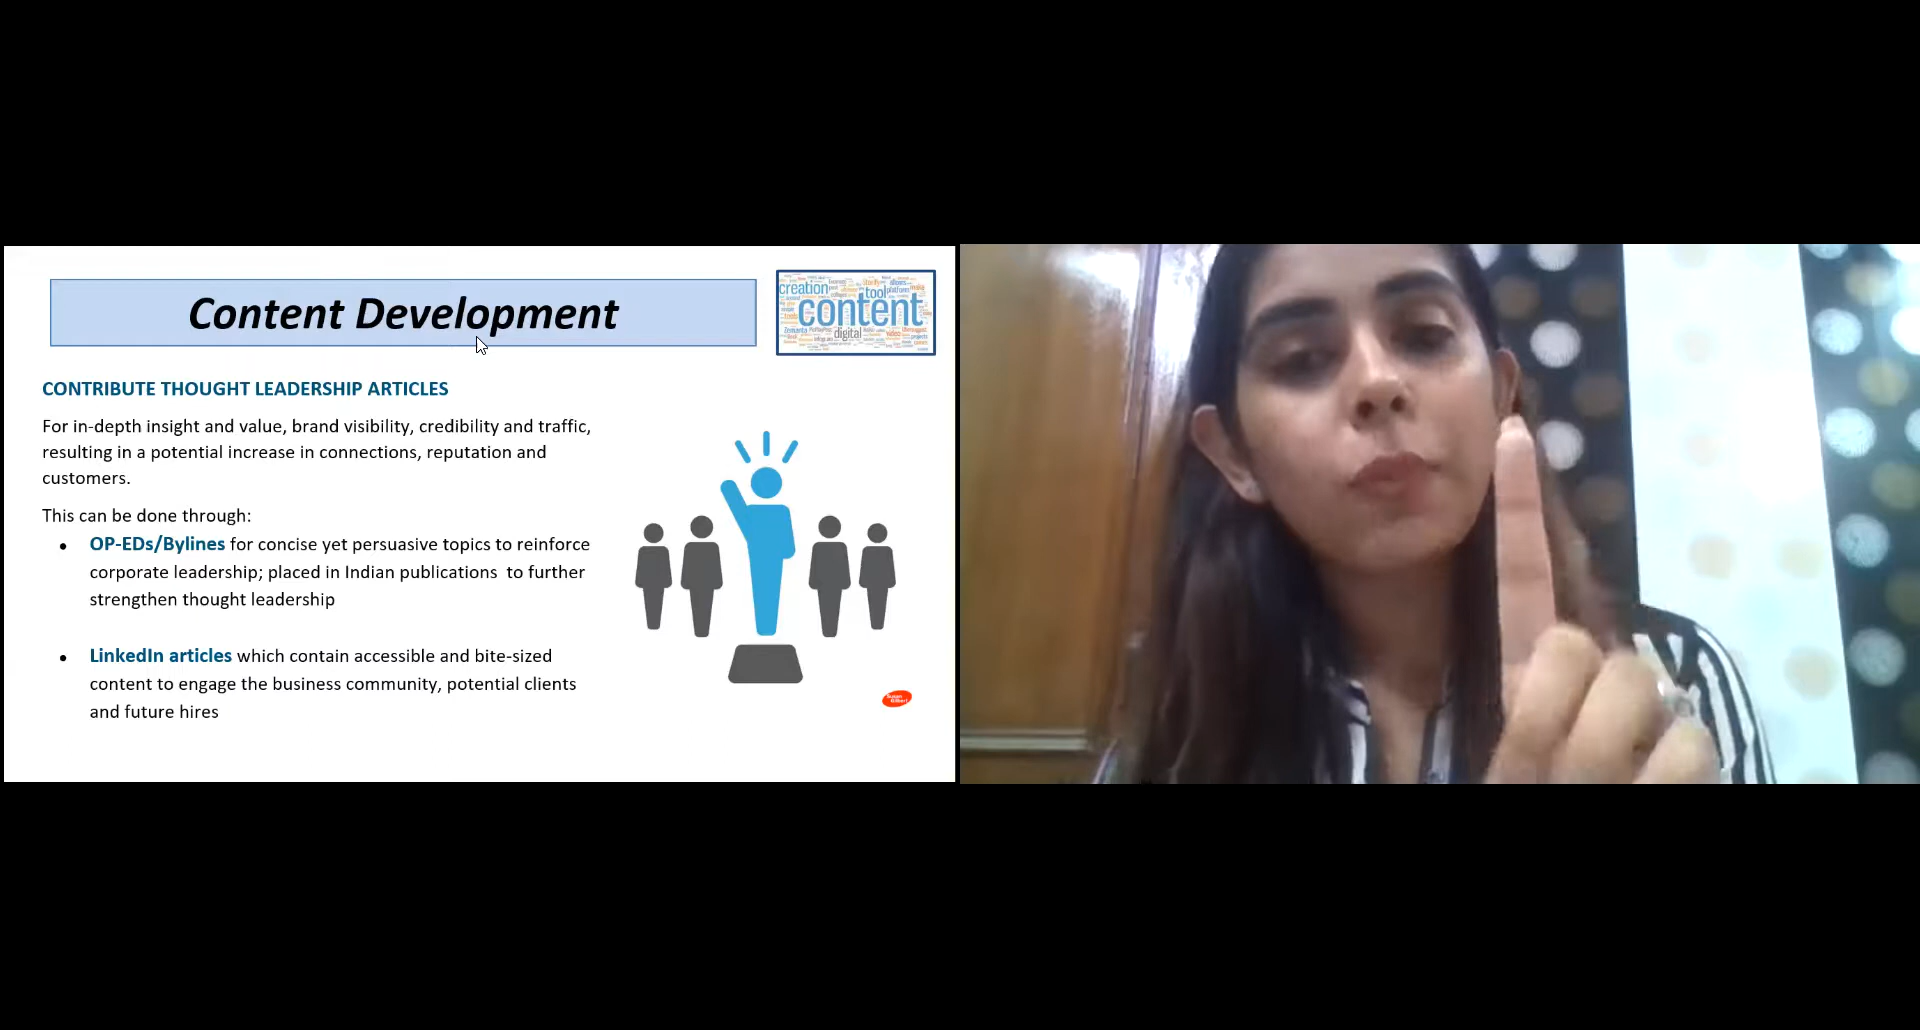 Content Development
creation
content
tool
platform
digital
video
CONTRIBUTE THOUGHT LEADERSHIP ARTICLES
For in-depth insight and value, brand visibility, credibility and traffic,
resulting in a potential increase in connections, reputation and
customers.
This can be done through:
• OP-EDs/Bylines for concise yet persuasive topics to reinforce
corporate leadership; placed in Indian publications to further
strengthen thought leadership
• LinkedIn articles which contain accessible and bite-sized
content to engage the business community, potential clients
and future hires